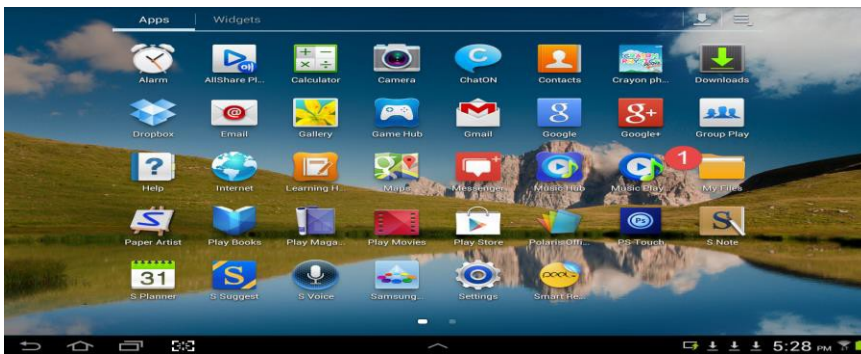 Apps Widgets
Alarm AllShare Pl... Calculator Camera ChatON Contacts Crayon ph... Downloads
Dropbox Email Gallery Game Hub Gmail Google Google+ Group Play
Help Internet Learning H... Maps Messenger Music Hub Music Play 1 My Files
Paper Artist Play Books Play Maga... Play Movies Play Store Polaris Offi... PS Touch S Note
31
S Planner S Suggest S Voice Samsung... Settings Smart Re...
5:28 PM